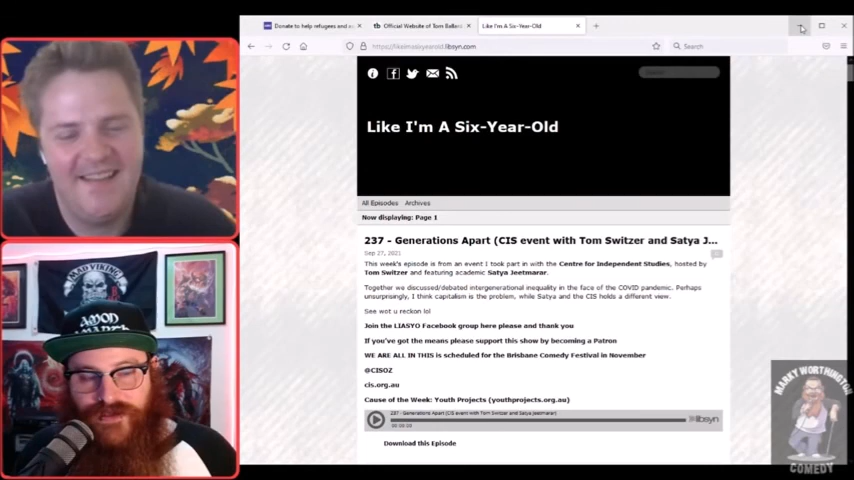 Donate to help refugees and as
Official Website of Tom Ballard
Like I'm A Six-Year-Old
https://likeimasixyearold.libsyn.com
Search
Like I'm A Six-Year-Old
All Episodes Archives
Now displaying: Page 1
237 - Generations Apart (CIS event with Tom Switzer and Satya J...
Sep 27, 2021
This week's episode is from an event I took part in with the Centre for Independent Studies, hosted by
Tom Switzer and featuring academic Satya Jeetmarar.
Together we discussed/debated intergenerational inequality in the face of the COVID pandemic. Perhaps
unsurprisingly, I think capitalism is the problem, while Satya and the CIS holds a different view.
See wot u reckon lol
Join the LIASYO Facebook group here please and thank you
If you've got the means please support this show by becoming a Patron
WE ARE ALL IN THIS is scheduled for the Brisbane Comedy Festival in November
@CISOZ
cis.org.au
Cause of the Week: Youth Projects (youthprojects.org.au)
237 - Generations Apart (CIS event with Tom Switzer and Satya Jeetmarar)
00:00:00
libsyn
Download this Episode
MAD VIKING
AMON
AMARTH
MARKY WORTHINGTON
COMEDY